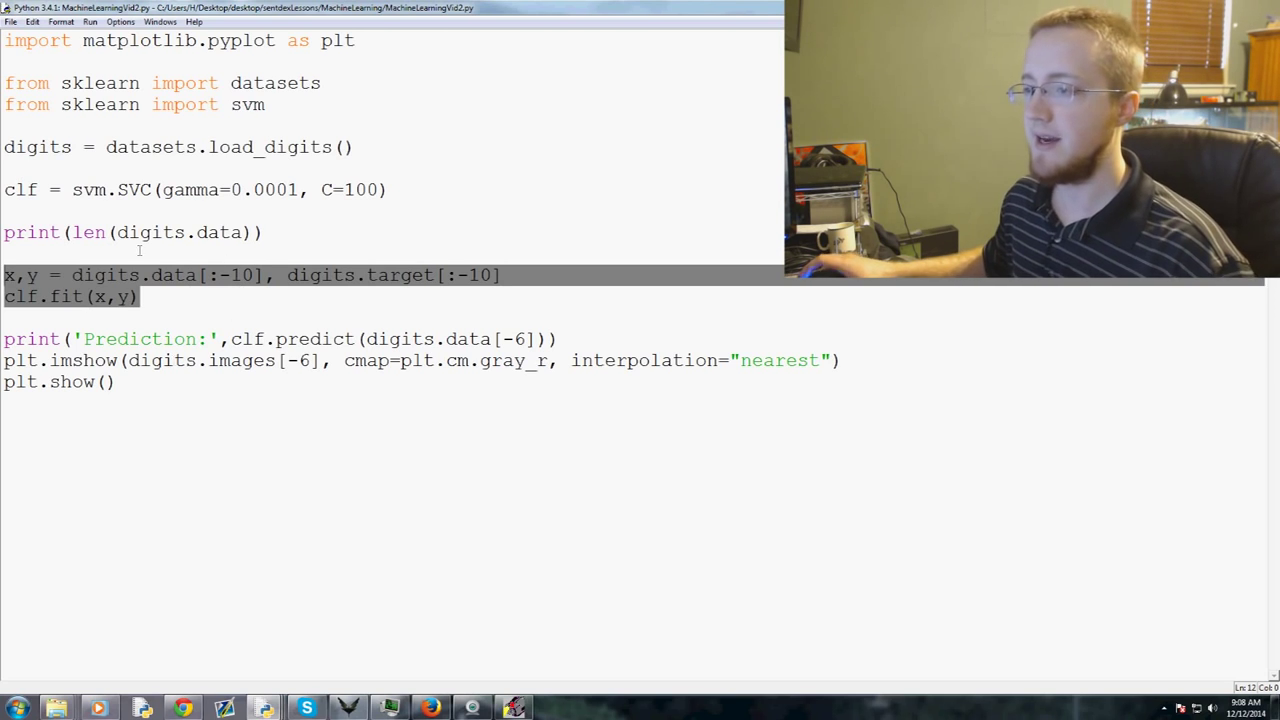 Python 3.4.1: MachineLearningVid2.py - C:/Users/H/Desktop/desktop/sentdexLessons/MachineLearning/MachineLearningVid2.py
File Edit Format Run Options Windows Help
import matplotlib.pyplot as plt
from sklearn import datasets
from sklearn import svm
digits = datasets.load_digits()
clf = svm.SVC(gamma=0.0001, C=100)
print(len(digits.data))
x,y = digits.data[:-10], digits.target[:-10]
clf.fit(x,y)
print('Prediction:',clf.predict(digits.data[-6]))
plt.imshow(digits.images[-6], cmap=plt.cm.gray_r, interpolation="nearest")
plt.show()
Ln: 12 Col: 0
9:08 AM
12/12/2014